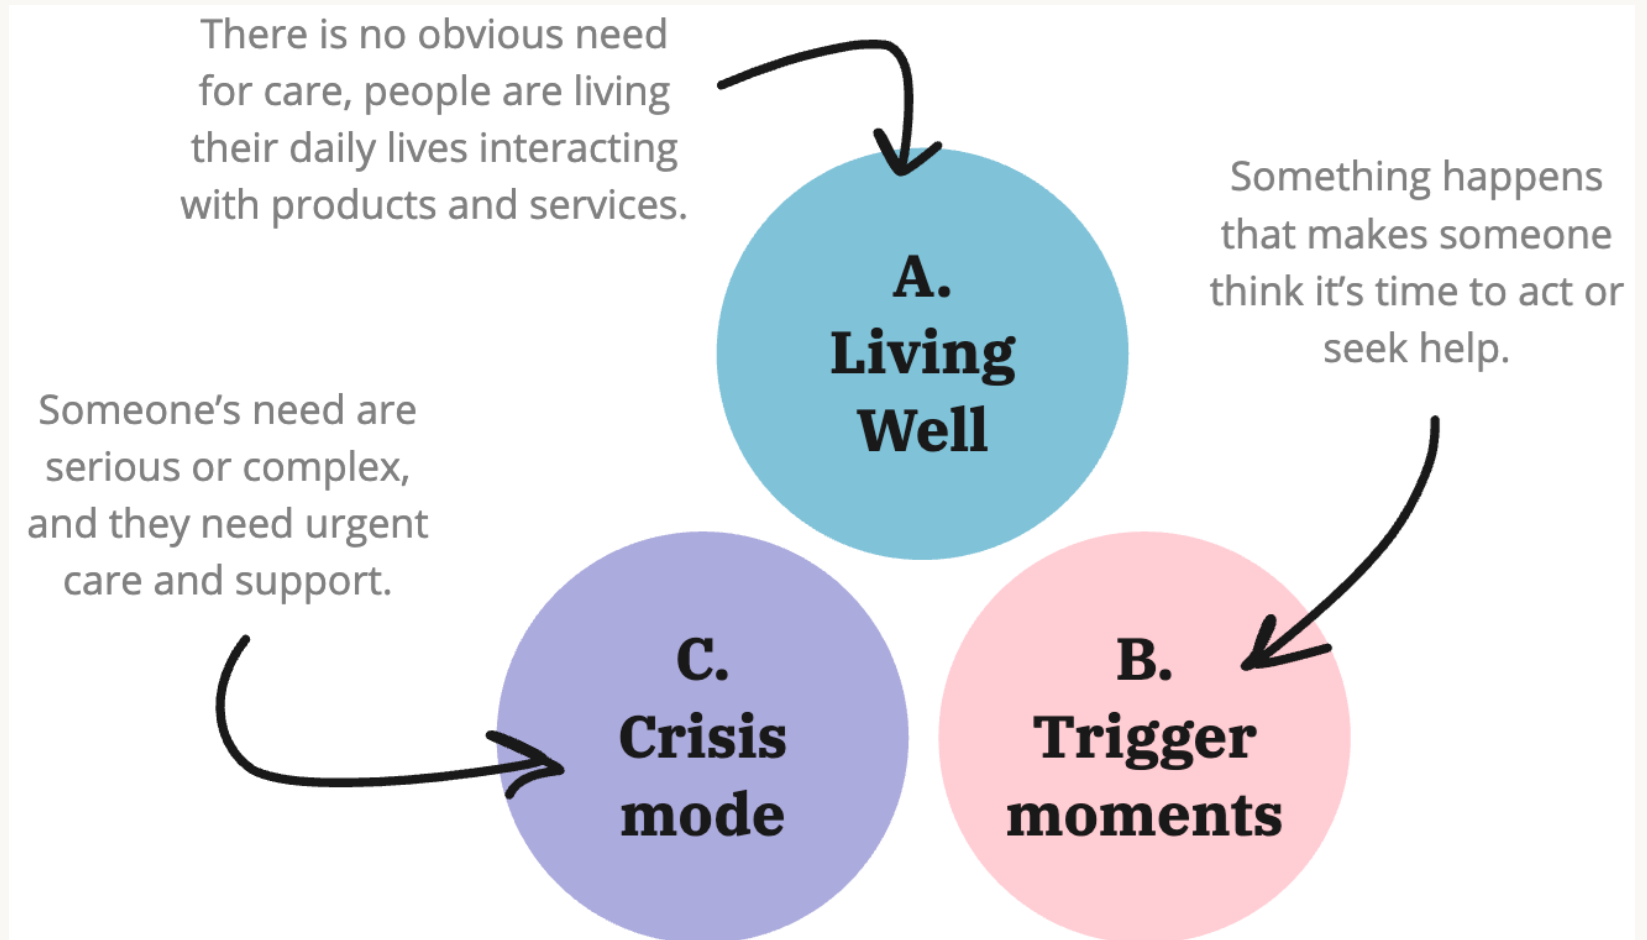 There is no obvious need
for care, people are living
their daily lives interacting
with products and services.
A.
Living
Well
Something happens
that makes someone
think it’s time to act or
seek help.
B.
Trigger
moments
Someone’s need are
serious or complex,
and they need urgent
care and support.
C.
Crisis
mode